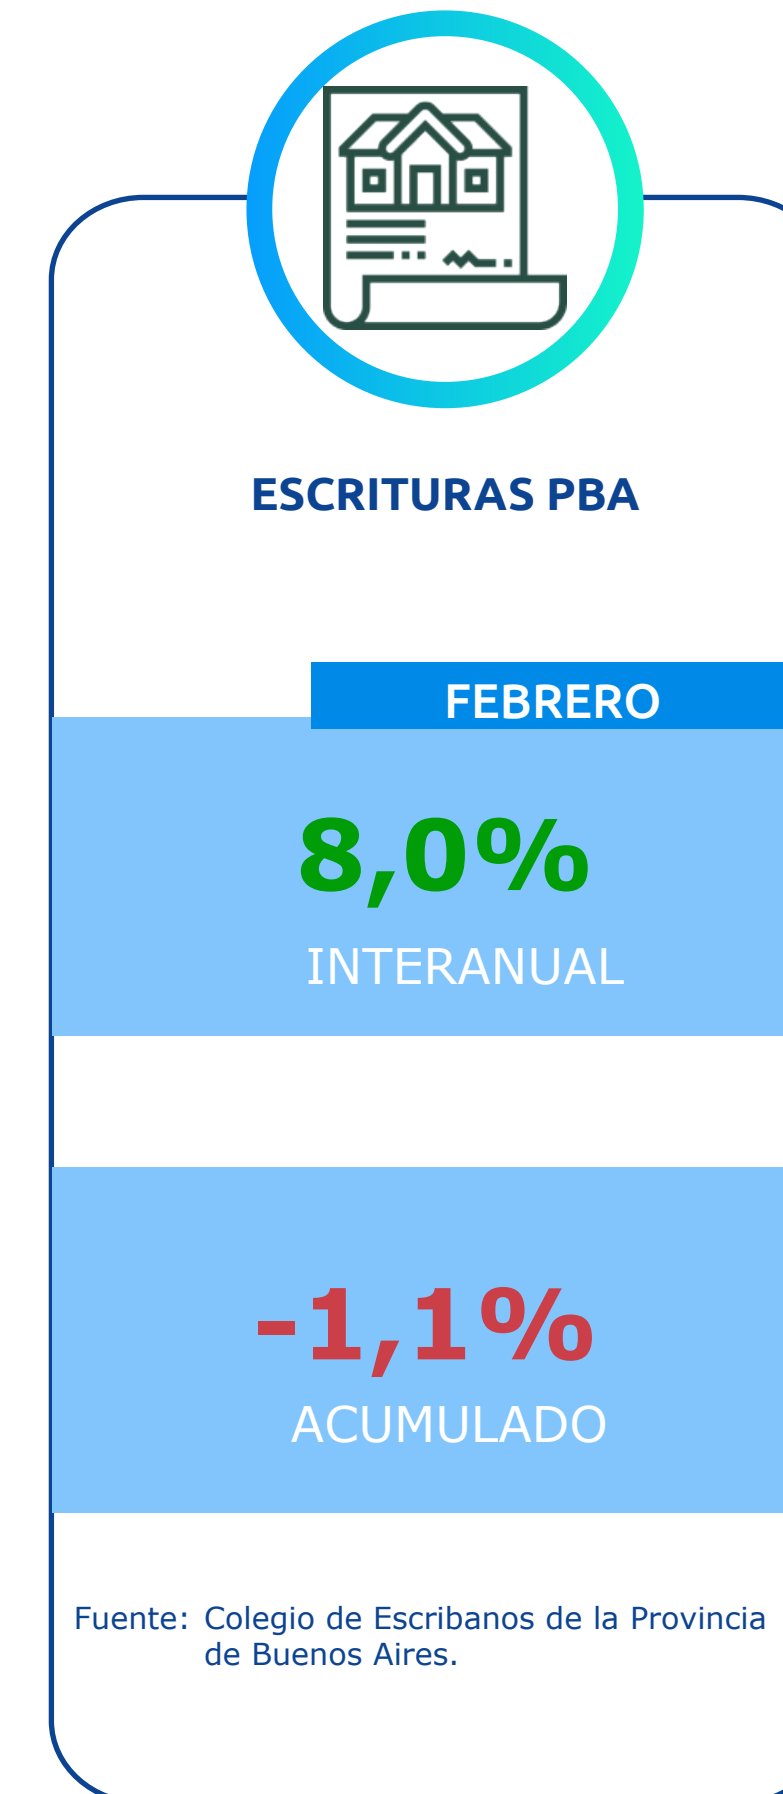 ESCRITURAS PBA
FEBRERO
8,0%
INTERANUAL
-1,1%
ACUMULADO
Fuente: Colegio de Escribanos de la Provincia
de Buenos Aires.